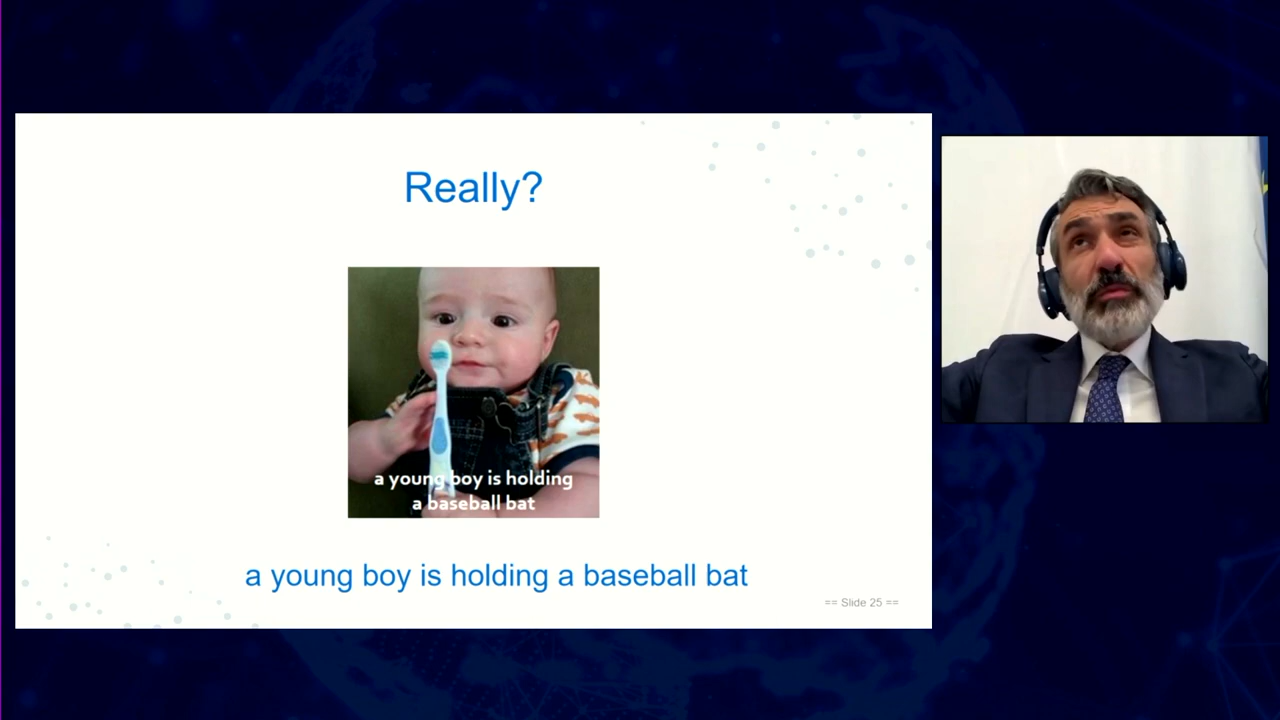 Really?
a young boy is holding
a baseball bat
a young boy is holding a baseball bat
== Slide 25 ==